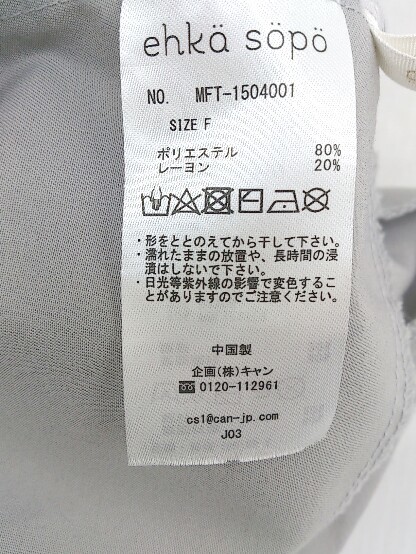 ehkä söpö
NO. MFT-1504001
SIZE F
ポリエステル 80%
レーヨン 20%
・形をととのえてから干して下さい。
・濡れたままの放置や、長時間の浸
漬はしないで下さい。
・日光等紫外線の影響で変色するこ
とがありますのでご注意ください。
中国製
企画(株)キャン
0120-112961
cs1@can-jp.com
J03